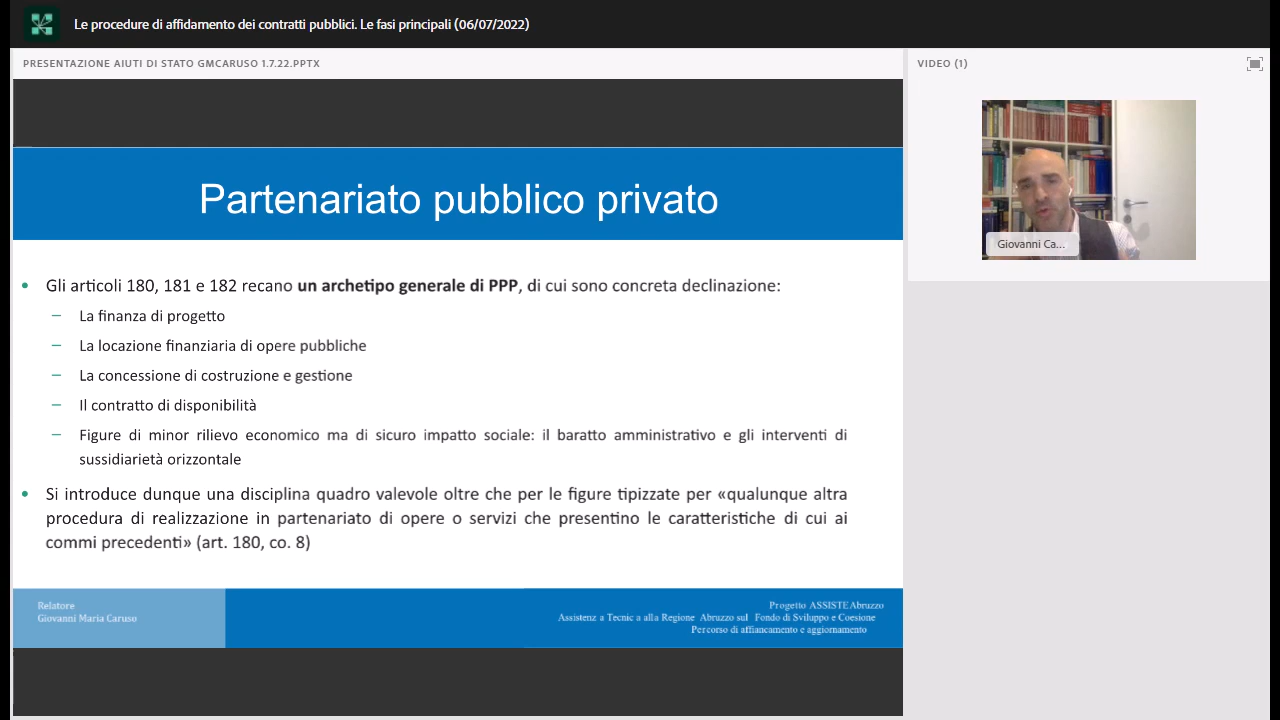 Le procedure di affidamento dei contratti pubblici. Le fasi principali (06/07/2022)
PRESENTAZIONE AIUTI DI STATO GMCARUSO 1.7.22.PPTX
VIDEO (1)
Partenariato pubblico privato
• Gli articoli 180, 181 e 182 recano un archetipo generale di PPP, di cui sono concreta declinazione:
– La finanza di progetto
– La locazione finanziaria di opere pubbliche
– La concessione di costruzione e gestione
– Il contratto di disponibilità
– Figure di minor rilievo economico ma di sicuro impatto sociale: il baratto amministrativo e gli interventi di
sussidiarietà orizzontale
• Si introduce dunque una disciplina quadro valevole oltre che per le figure tipizzate per «qualunque altra
procedura di realizzazione in partenariato di opere o servizi che presentino le caratteristiche di cui ai
commi precedenti» (art. 180, co. 8)
Giovanni Ca...
Relatore
Giovanni Maria Caruso
Progetto ASSISTE Abruzzo
Assistenz a Tecnic a alla Regione Abruzzo sul Fondo di Sviluppo e Coesione
Percorso di affiancamento e aggiornamento